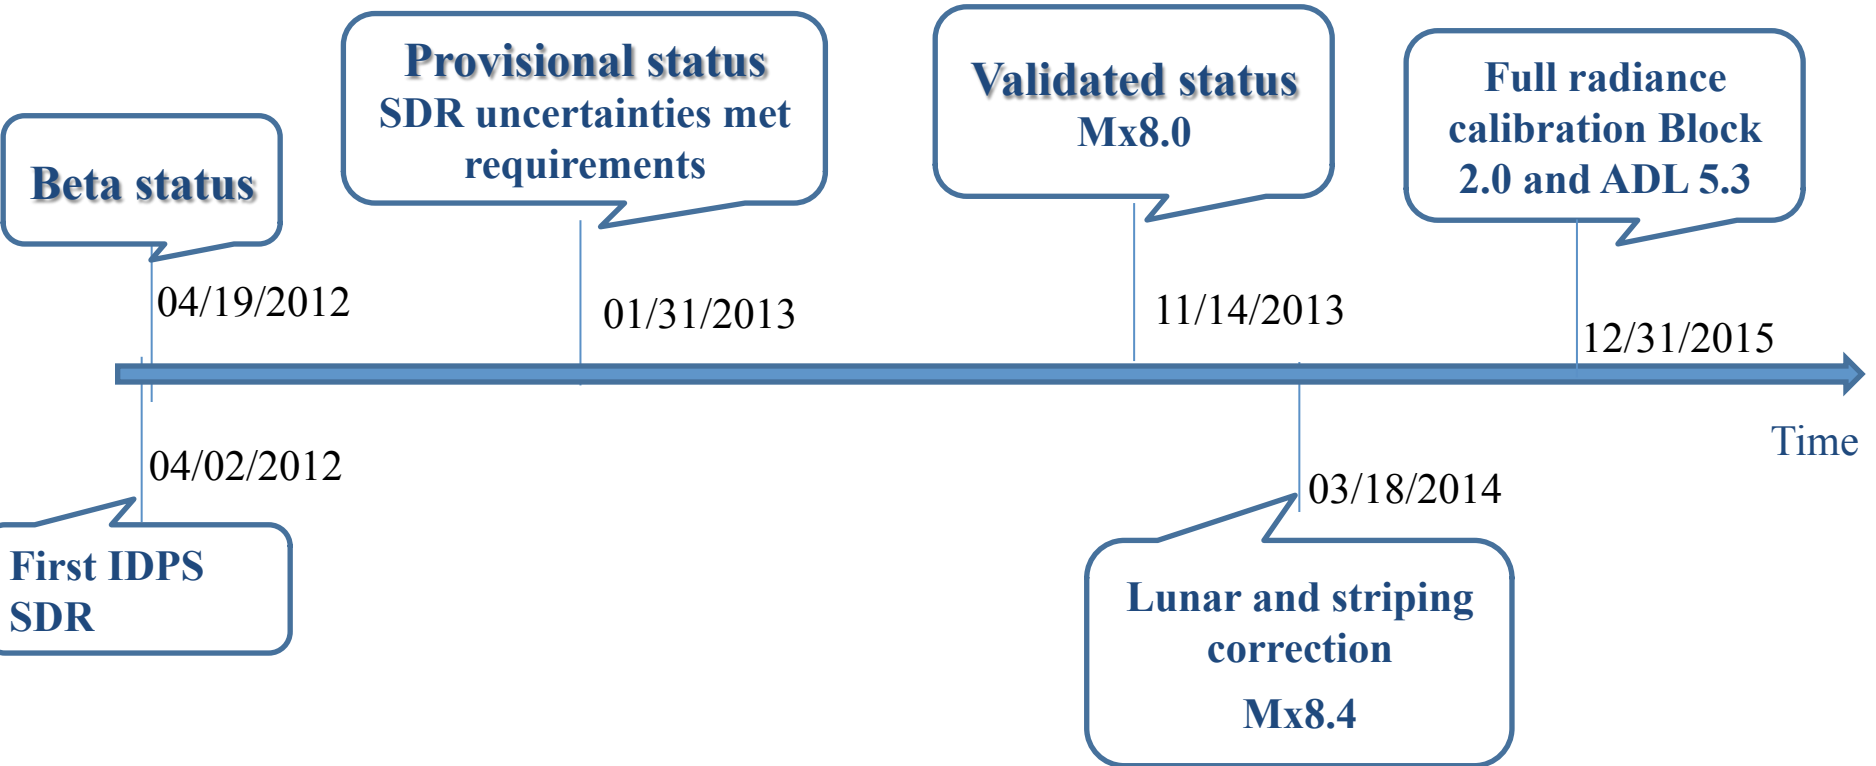 Beta status
Provisional status
SDR uncertainties met
requirements
Validated status
Mx8.0
Full radiance
calibration Block
2.0 and ADL 5.3
04/19/2012
01/31/2013
11/14/2013
12/31/2015
Time
04/02/2012
03/18/2014
First IDPS
SDR
Lunar and striping
correction
Mx8.4